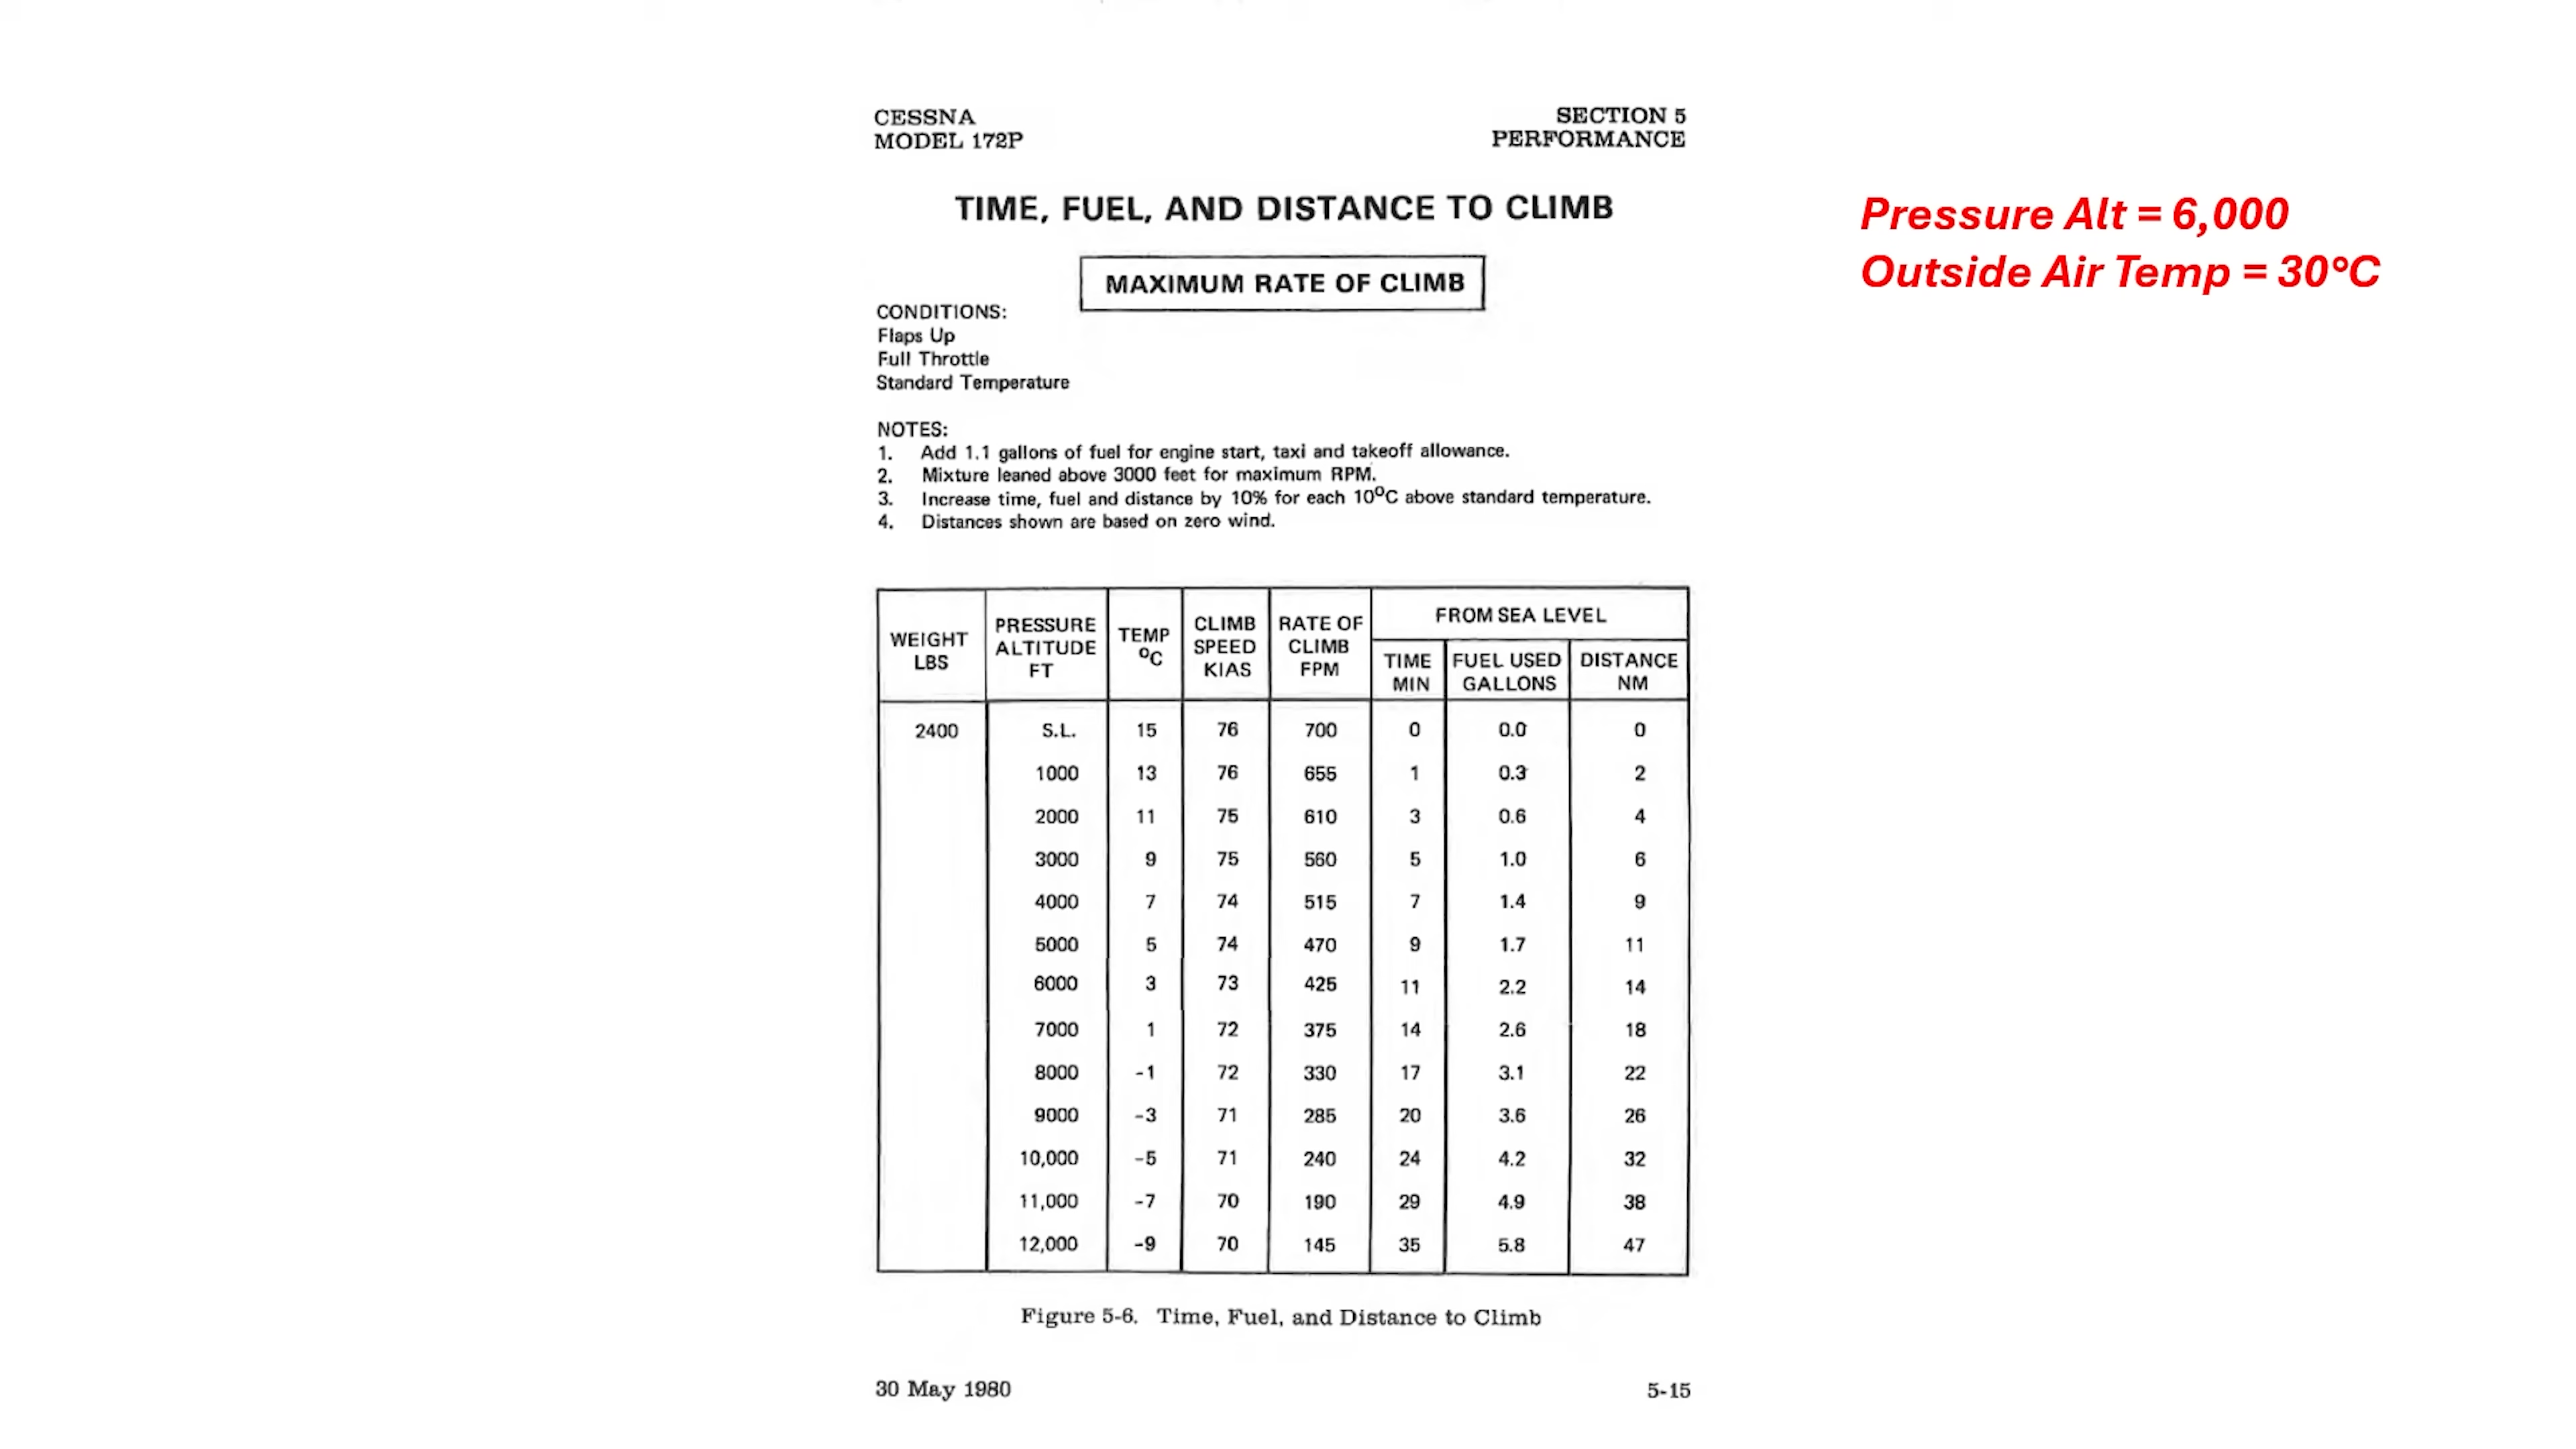 CESSNA
MODEL 172P
SECTION 5
PERFORMANCE
TIME, FUEL, AND DISTANCE TO CLIMB
MAXIMUM RATE OF CLIMB
Pressure Alt = 6,000
Outside Air Temp = 30°C
CONDITIONS:
Flaps Up
Full Throttle
Standard Temperature
NOTES:
1. Add 1.1 gallons of fuel for engine start, taxi and takeoff allowance.
2. Mixture leaned above 3000 feet for maximum RPM.
3. Increase time, fuel and distance by 10% for each 10°C above standard temperature.
4. Distances shown are based on zero wind.
WEIGHT LBS
PRESSURE ALTITUDE FT
TEMP °C
CLIMB SPEED KIAS
RATE OF CLIMB FPM
FROM SEA LEVEL
TIME MIN
FUEL USED GALLONS
DISTANCE NM
2400 S.L. 15 76 700 0 0.0 0
1000 13 76 655 1 0.3 2
2000 11 75 610 3 0.6 4
3000 9 75 560 5 1.0 6
4000 7 74 515 7 1.4 9
5000 5 74 470 9 1.7 11
6000 3 73 425 11 2.2 14
7000 1 72 375 14 2.6 18
8000 -1 72 330 17 3.1 22
9000 -3 71 285 20 3.6 26
10,000 -5 71 240 24 4.2 32
11,000 -7 70 190 29 4.9 38
12,000 -9 70 145 35 5.8 47
Figure 5-6. Time, Fuel, and Distance to Climb
30 May 1980
5-15